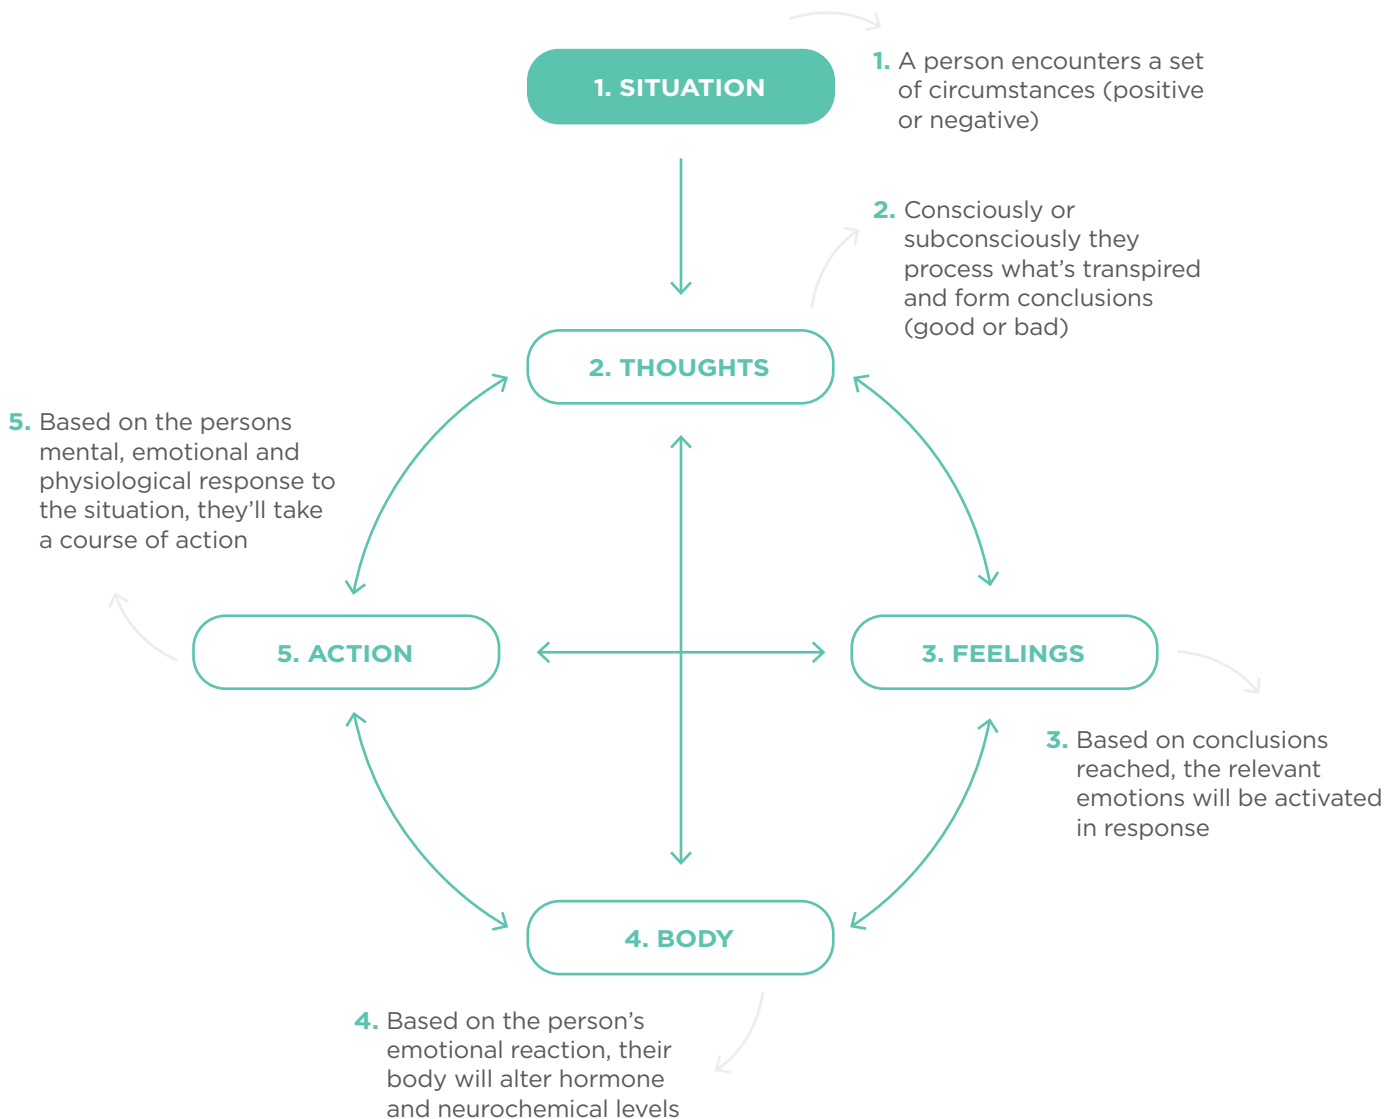 1. SITUATION
1. A person encounters a set
of circumstances (positive
or negative)
2. Consciously or
subconsciously they
process what’s transpired
and form conclusions
(good or bad)
2. THOUGHTS
5. Based on the persons
mental, emotional and
physiological response to
the situation, they’ll take
a course of action
5. ACTION
3. FEELINGS
3. Based on conclusions
reached, the relevant
emotions will be activated
in response
4. BODY
4. Based on the person’s
emotional reaction, their
body will alter hormone
and neurochemical levels